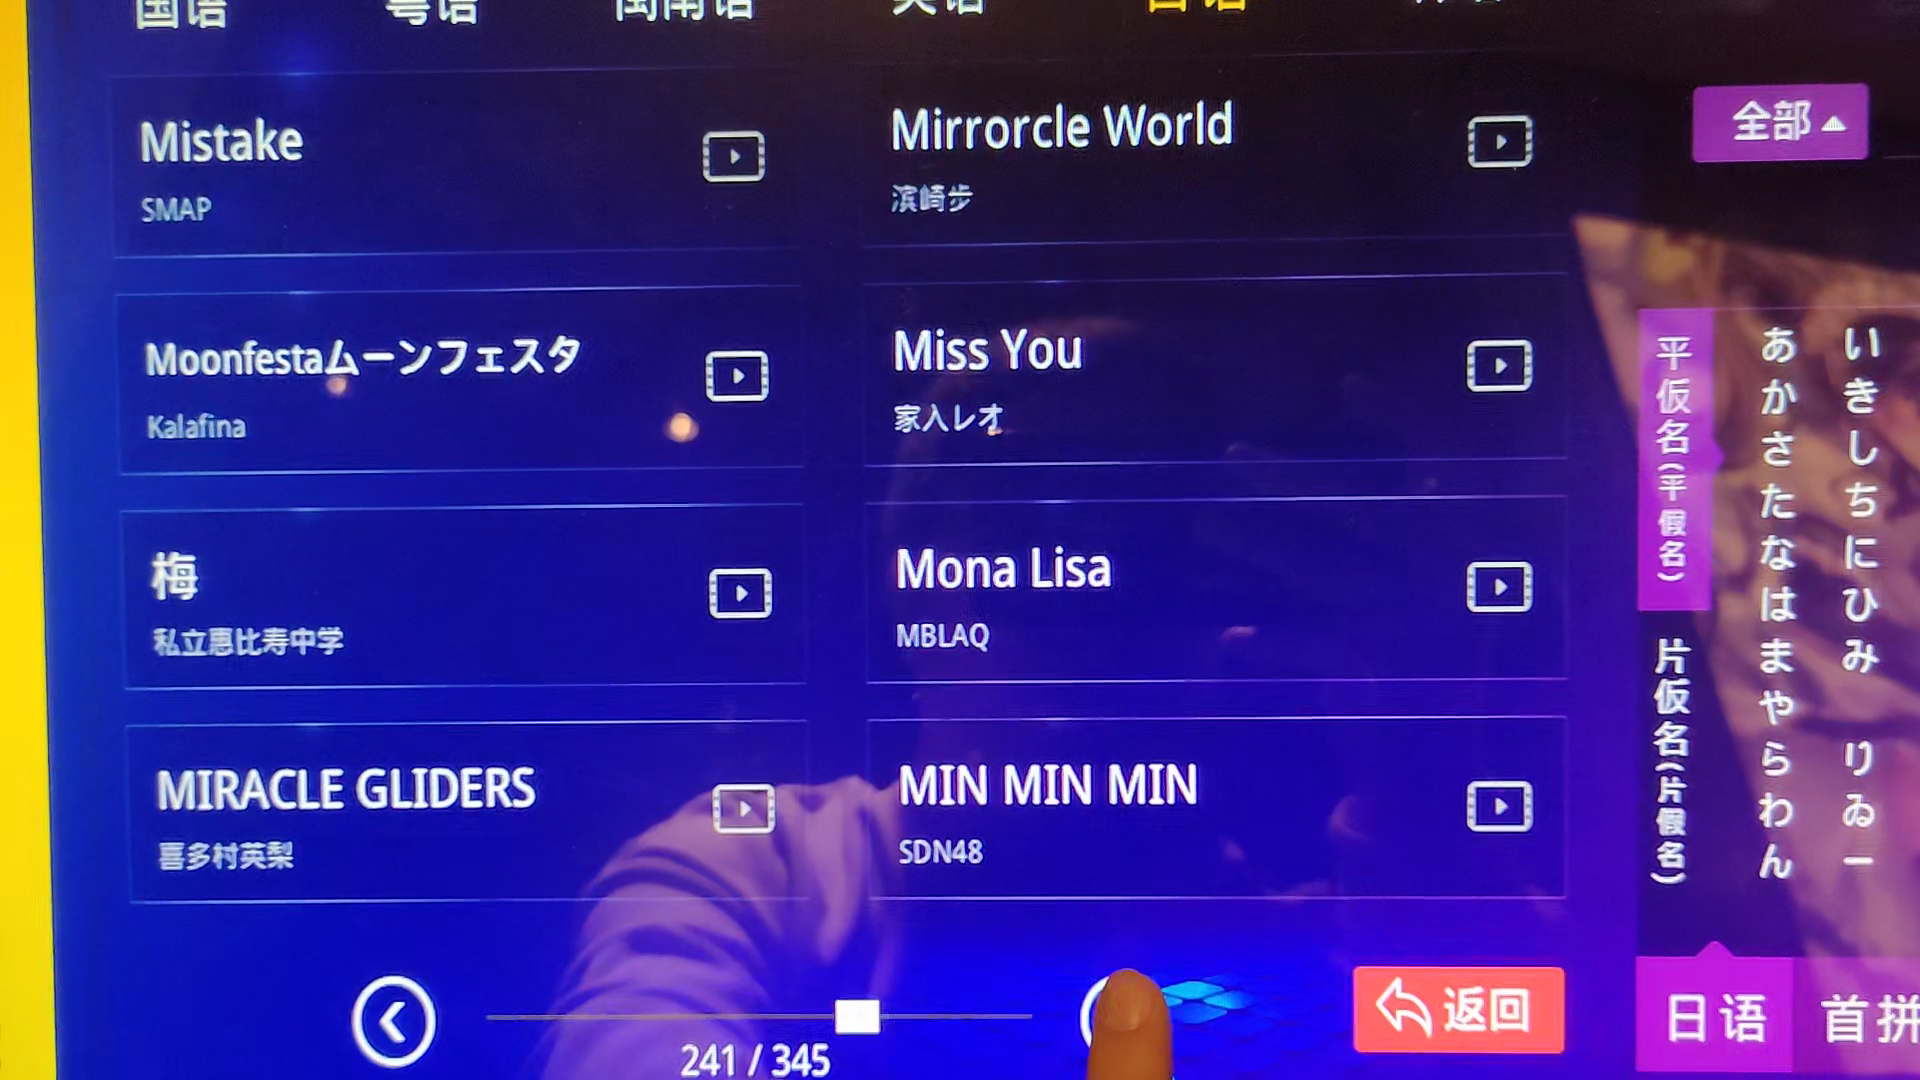 国语 粤语 闽南语 英语 日语
Mistake
SMAP
Mirrorcle World
滨崎步
全部
Moonfestaムーンフェスタ
Kalafina
Miss You
家入レオ
梅
私立恵比寿中学
Mona Lisa
MBLAQ
MIRACLE GLIDERS
喜多村英梨
MIN MIN MIN
SDN48
平仮名(平假名)
片仮名(片假名)
あかさたなはまやらわん
いきしちにひみ りゐー
241 / 345
返回
日语
首拼